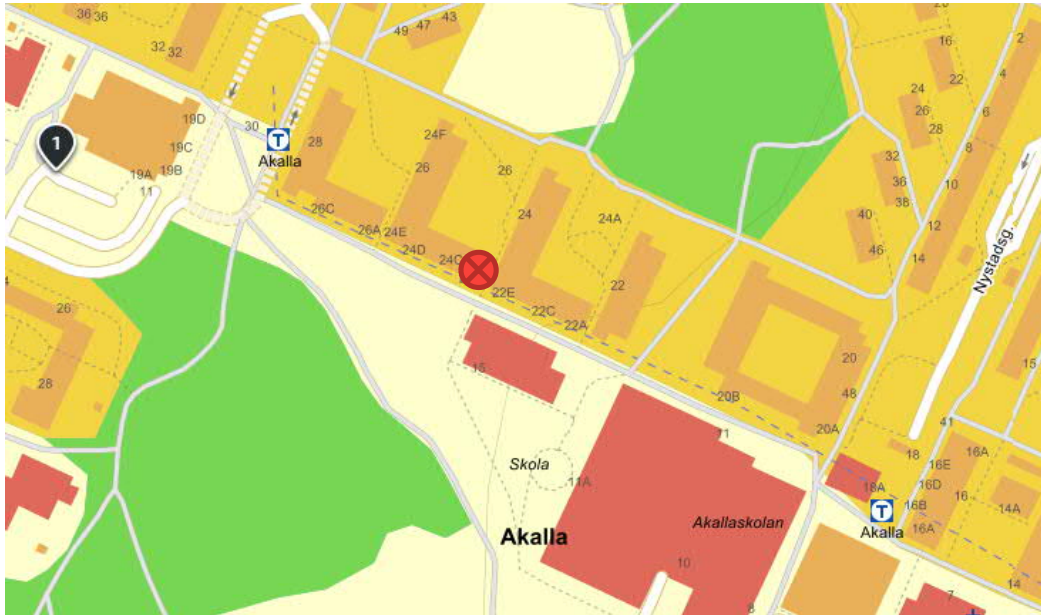 36
36
43
47
49
32
32
16
2
4
22
24
6
26
28
8
32
36
38
10
40
46
12
14
19D
30
T
Akalla
28
24F
26
26
19C
1
19A
19B
11
26C
26A
24E
24D
24C
24
24A
22
22E
22C
22A
Nystadsg.
26
28
15
20
48
20B
20A
15
11
41
18
16A
16E
16D
16
16B
16A
14A
18A
T
Akalla
Skola
11A
Akallaskolan
Akalla
10
8
7
14